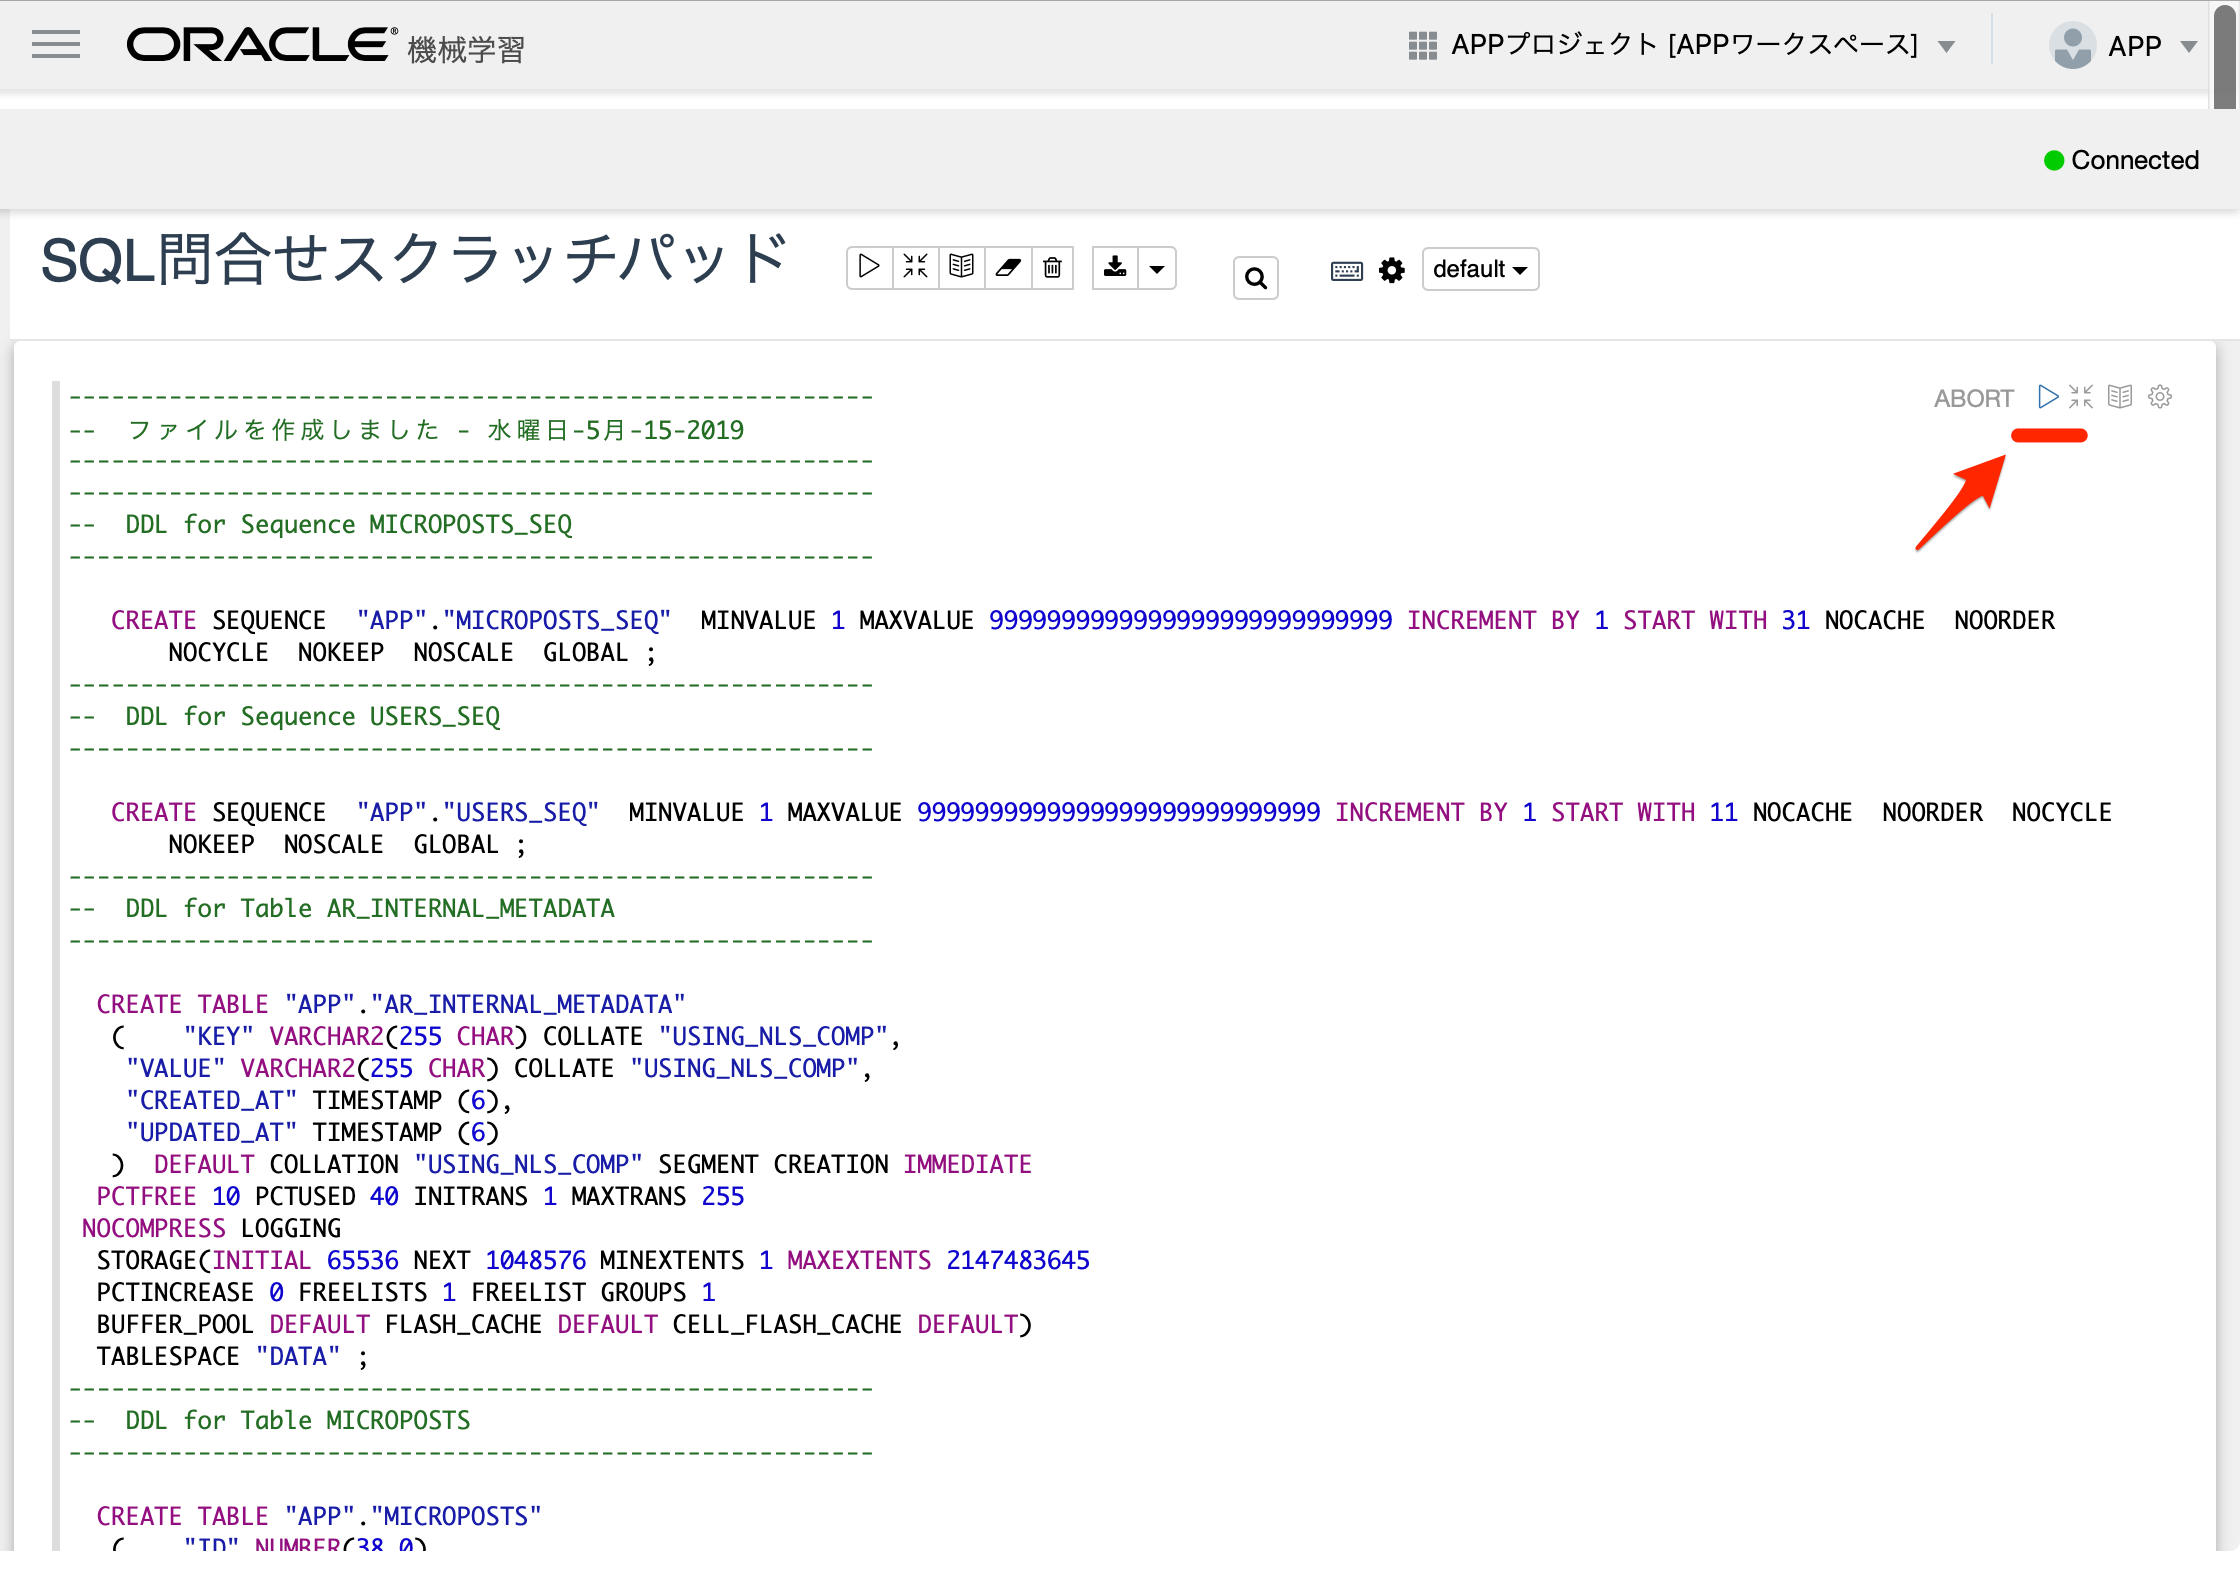 ORACLE® 機械学習
APPプロジェクト [APPワークスペース]
APP
Connected
SQL問合せスクラッチパッド
default
ABORT
--------------------------------------------------------
--  ファイルを作成しました - 水曜日-5月-15-2019
--------------------------------------------------------
--------------------------------------------------------
--  DDL for Sequence MICROPOSTS_SEQ
--------------------------------------------------------
CREATE SEQUENCE  "APP"."MICROPOSTS_SEQ"  MINVALUE 1 MAXVALUE 9999999999999999999999999999 INCREMENT BY 1 START WITH 31 NOCACHE  NOORDER
NOCYCLE  NOKEEP  NOSCALE  GLOBAL ;
--------------------------------------------------------
--  DDL for Sequence USERS_SEQ
--------------------------------------------------------
CREATE SEQUENCE  "APP"."USERS_SEQ"  MINVALUE 1 MAXVALUE 9999999999999999999999999999 INCREMENT BY 1 START WITH 11 NOCACHE  NOORDER  NOCYCLE
NOKEEP  NOSCALE  GLOBAL ;
--------------------------------------------------------
--  DDL for Table AR_INTERNAL_METADATA
--------------------------------------------------------
CREATE TABLE "APP"."AR_INTERNAL_METADATA"
(    "KEY" VARCHAR2(255 CHAR) COLLATE "USING_NLS_COMP",
"VALUE" VARCHAR2(255 CHAR) COLLATE "USING_NLS_COMP",
"CREATED_AT" TIMESTAMP (6),
"UPDATED_AT" TIMESTAMP (6)
)  DEFAULT COLLATION "USING_NLS_COMP" SEGMENT CREATION IMMEDIATE
PCTFREE 10 PCTUSED 40 INITRANS 1 MAXTRANS 255
NOCOMPRESS LOGGING
STORAGE(INITIAL 65536 NEXT 1048576 MINEXTENTS 1 MAXEXTENTS 2147483645
PCTINCREASE 0 FREELISTS 1 FREELIST GROUPS 1
BUFFER_POOL DEFAULT FLASH_CACHE DEFAULT CELL_FLASH_CACHE DEFAULT)
TABLESPACE "DATA" ;
--------------------------------------------------------
--  DDL for Table MICROPOSTS
--------------------------------------------------------
CREATE TABLE "APP"."MICROPOSTS"
(    "ID" NUMBER(38,0)